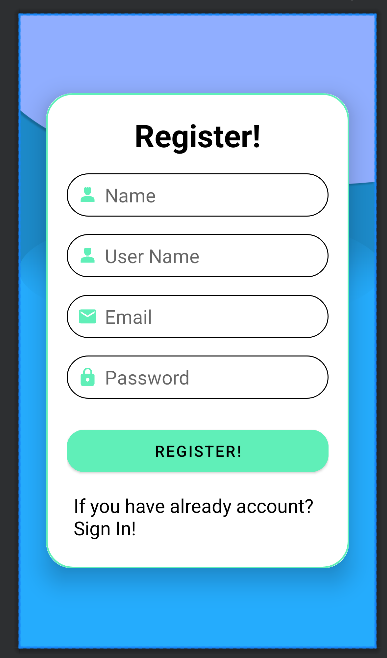 Register!
Name
User Name
Email
Password
REGISTER!
If you have already account?
Sign In!